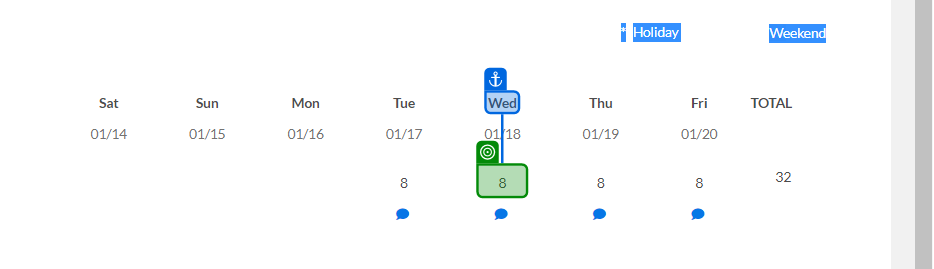 * Holiday Weekend
Sat Sun Mon Tue Wed Thu Fri TOTAL
01/14 01/15 01/16 01/17 01/18 01/19 01/20
8 8 8 8 32